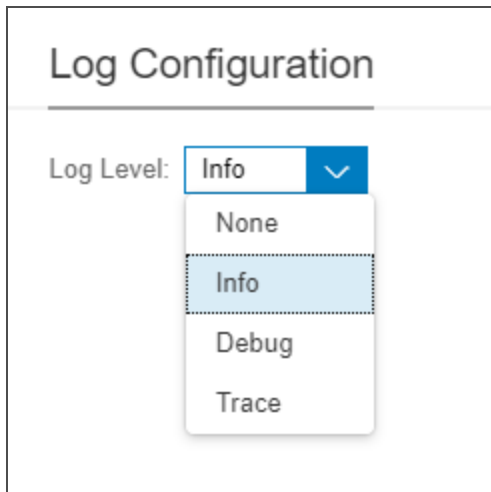 Log Configuration
Log Level: Info
None
Info
Debug
Trace